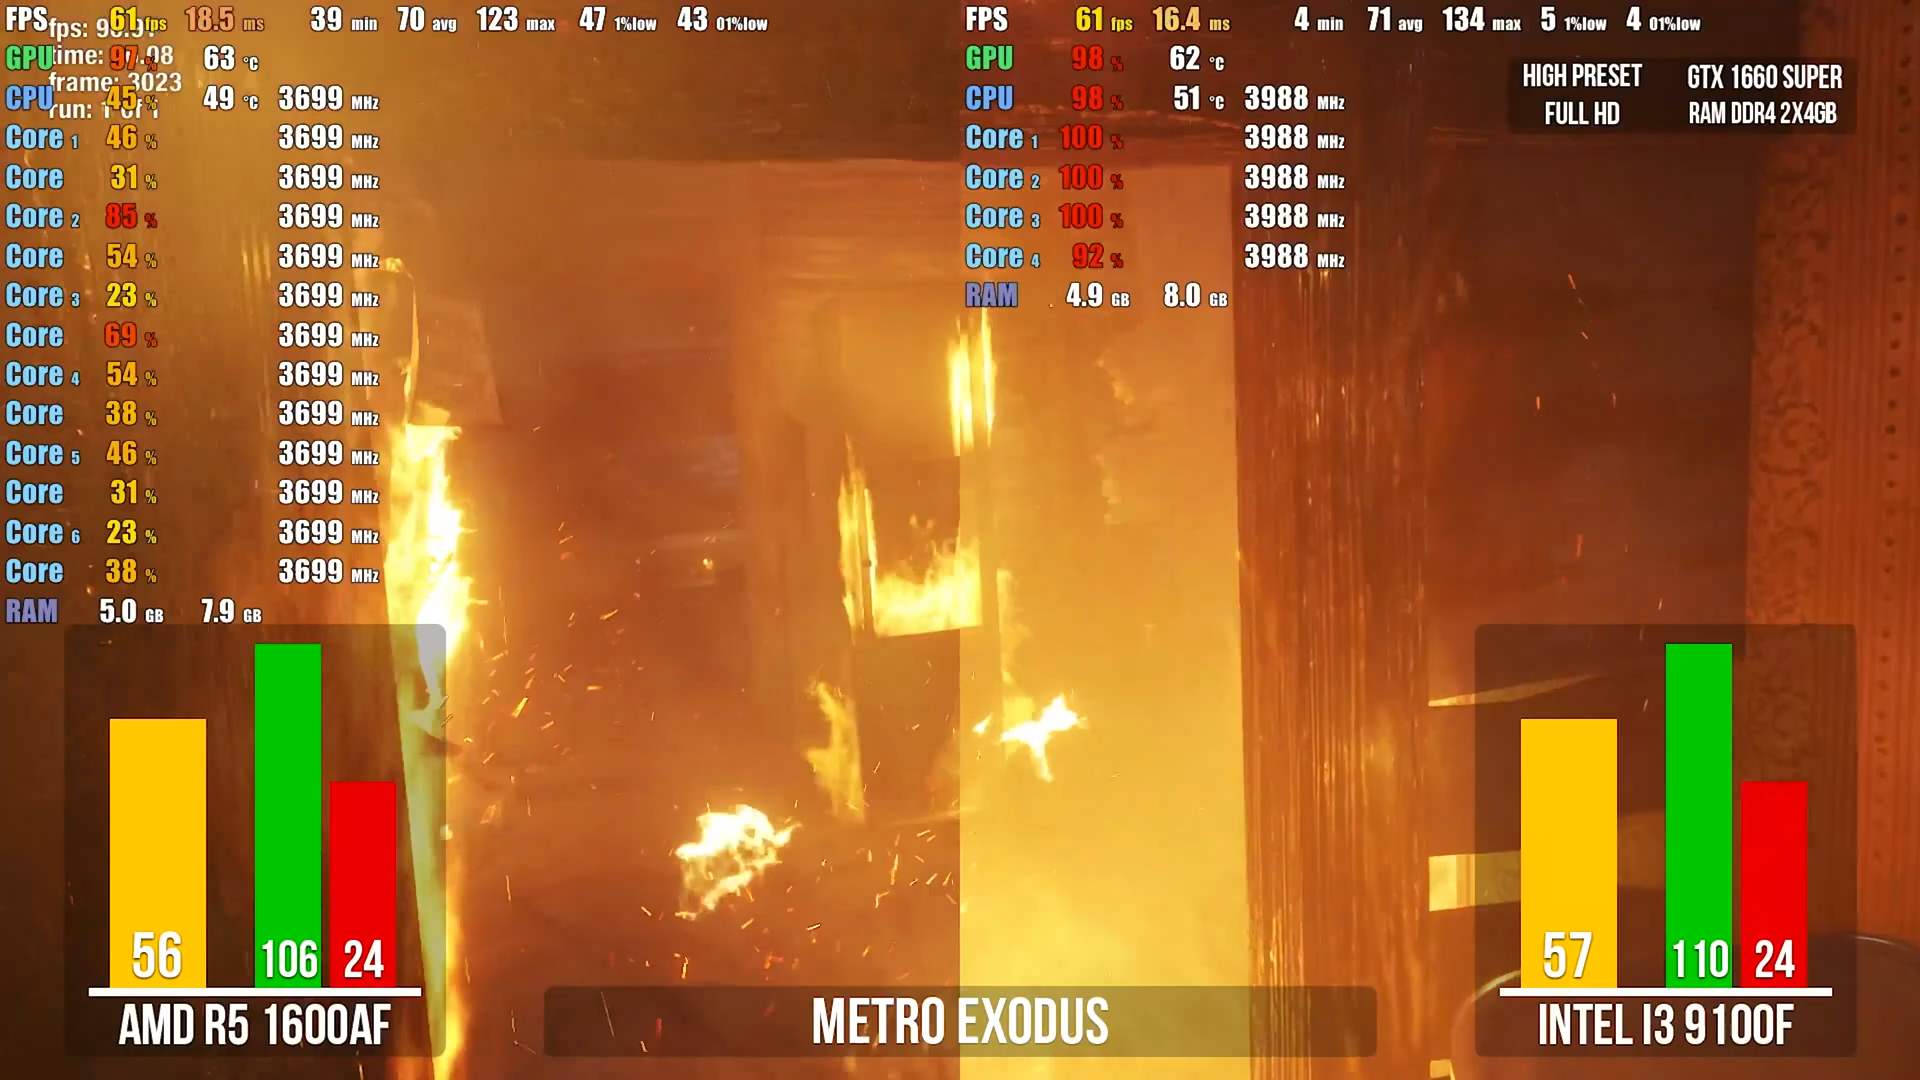 FPS 61 fps 18.5 ms 39 min 70 avg 123 max 47 1%low 43 01%low
GPU 97 % 63 °C
frame: 3023
CPU 45 % 49 °C 3699 MHz
Core 1 46 % 3699 MHz
Core 31 % 3699 MHz
Core 2 85 % 3699 MHz
Core 54 % 3699 MHz
Core 3 23 % 3699 MHz
Core 69 % 3699 MHz
Core 4 54 % 3699 MHz
Core 38 % 3699 MHz
Core 5 46 % 3699 MHz
Core 31 % 3699 MHz
Core 6 23 % 3699 MHz
Core 38 % 3699 MHz
RAM 5.0 GB 7.9 GB
FPS 61 fps 16.4 ms 4 min 71 avg 134 max 5 1%low 4 01%low
GPU 98 % 62 °C
CPU 98 % 51 °C 3988 MHz
Core 1 100 % 3988 MHz
Core 2 100 % 3988 MHz
Core 3 100 % 3988 MHz
Core 4 92 % 3988 MHz
RAM 4.9 GB 8.0 GB
HIGH PRESET GTX 1660 SUPER
FULL HD RAM DDR4 2X4GB
56 106 24
AMD R5 1600AF
METRO EXODUS
57 110 24
INTEL I3 9100F